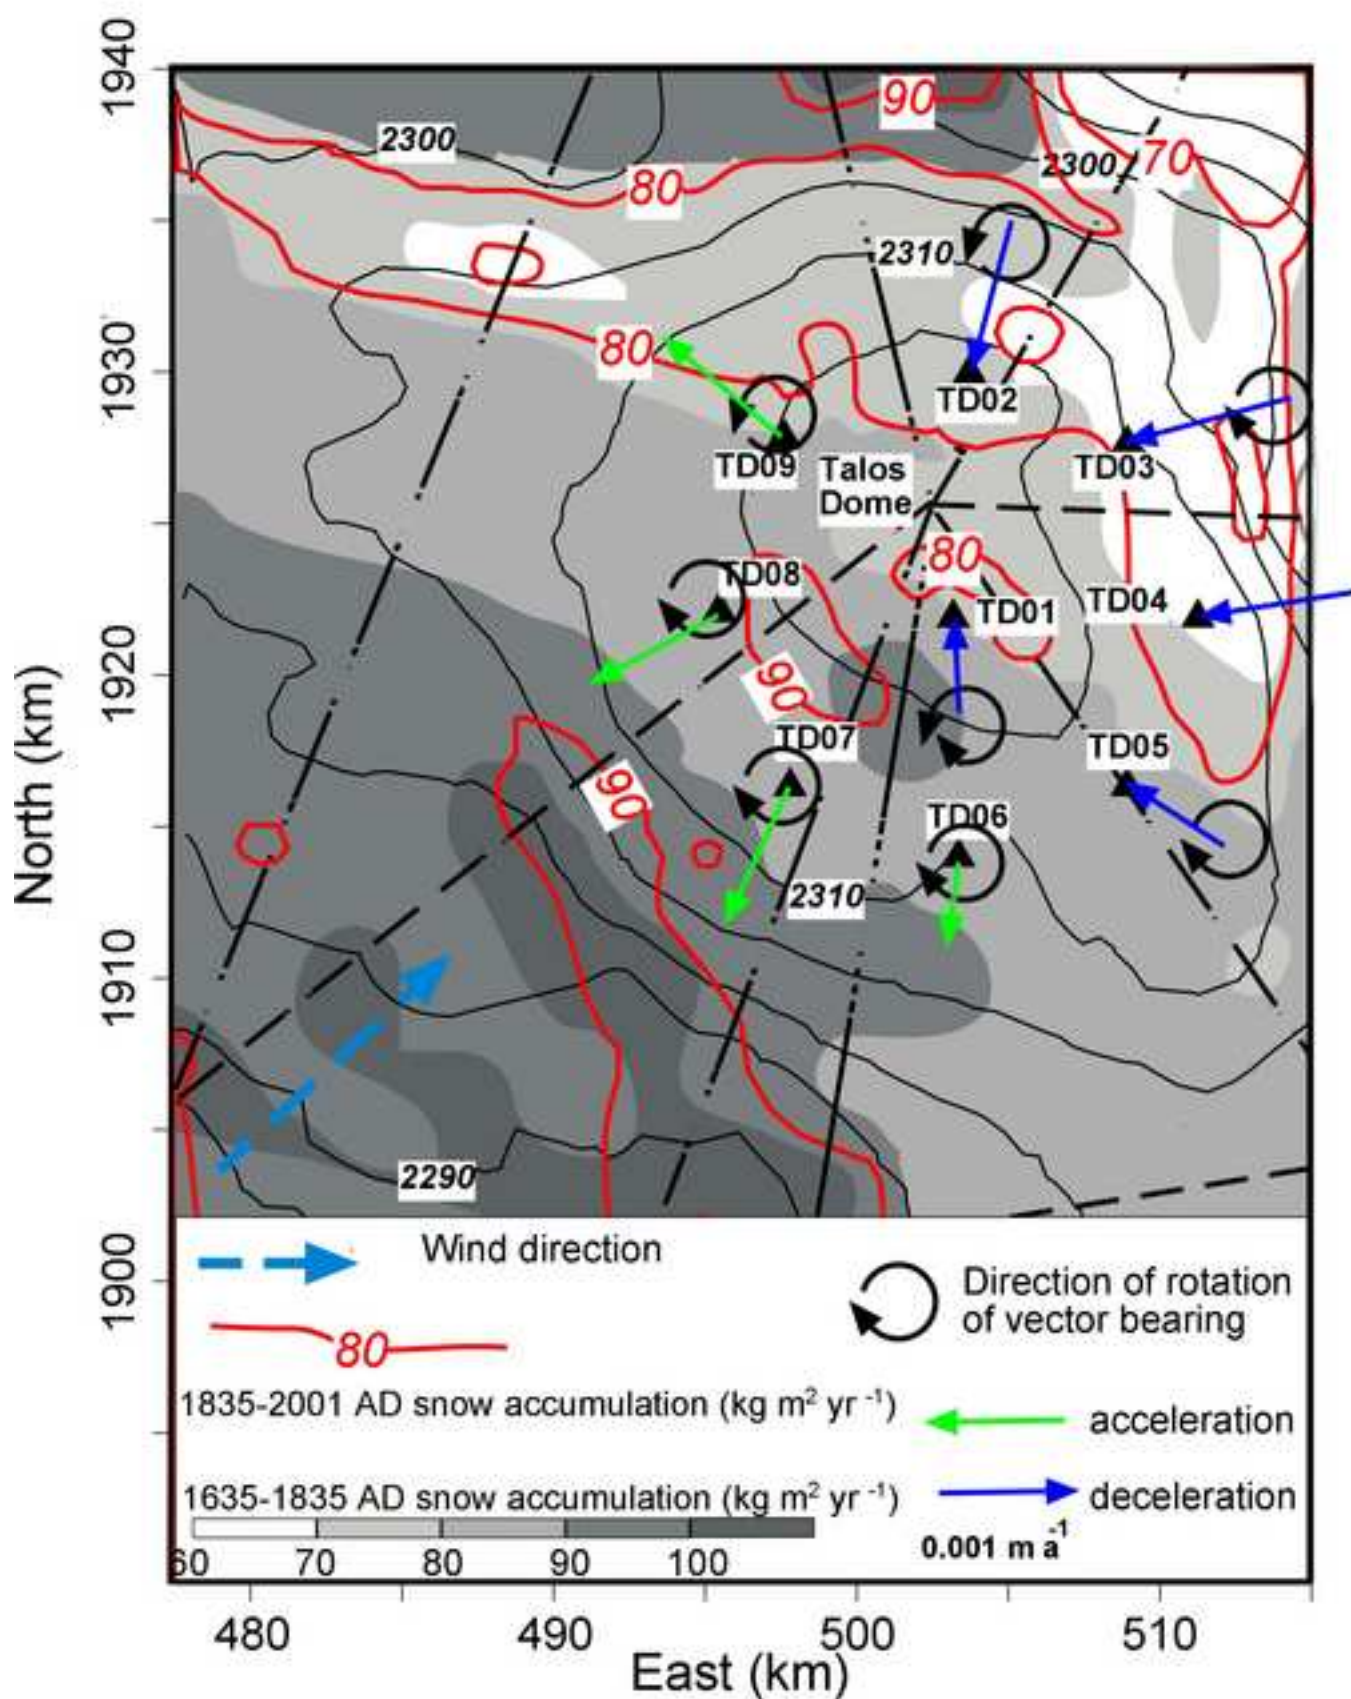 1940
90
2300
2300
70
80
2310
1930
80
TD02
TD09
Talos
Dome
TD03
80
TD08
TD01
TD04
1920
90
TD07
TD05
90
TD06
2310
North (km)
1910
2290
Wind direction
1900
Direction of rotation
of vector bearing
80
1835-2001 AD snow accumulation (kg m² yr ⁻¹)
acceleration
1635-1835 AD snow accumulation (kg m² yr ⁻¹)
deceleration
0.001 m a⁻¹
60 70 80 90 100
480 490 500 510
East (km)